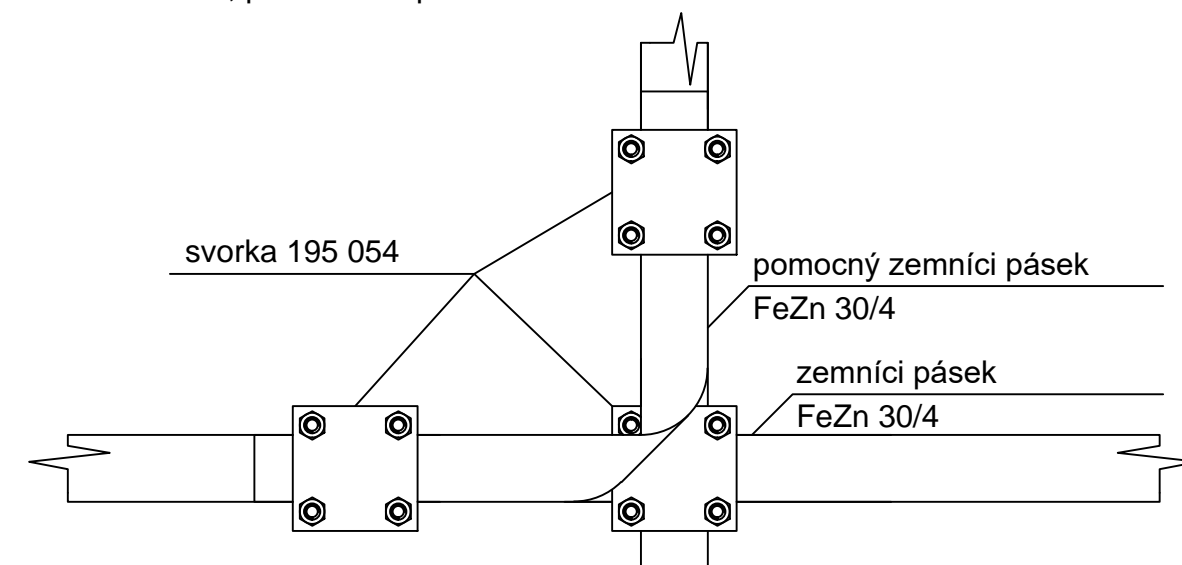 svorka 195 054
pomocný zemníci pásek
FeZn 30/4
zemníci pásek
FeZn 30/4